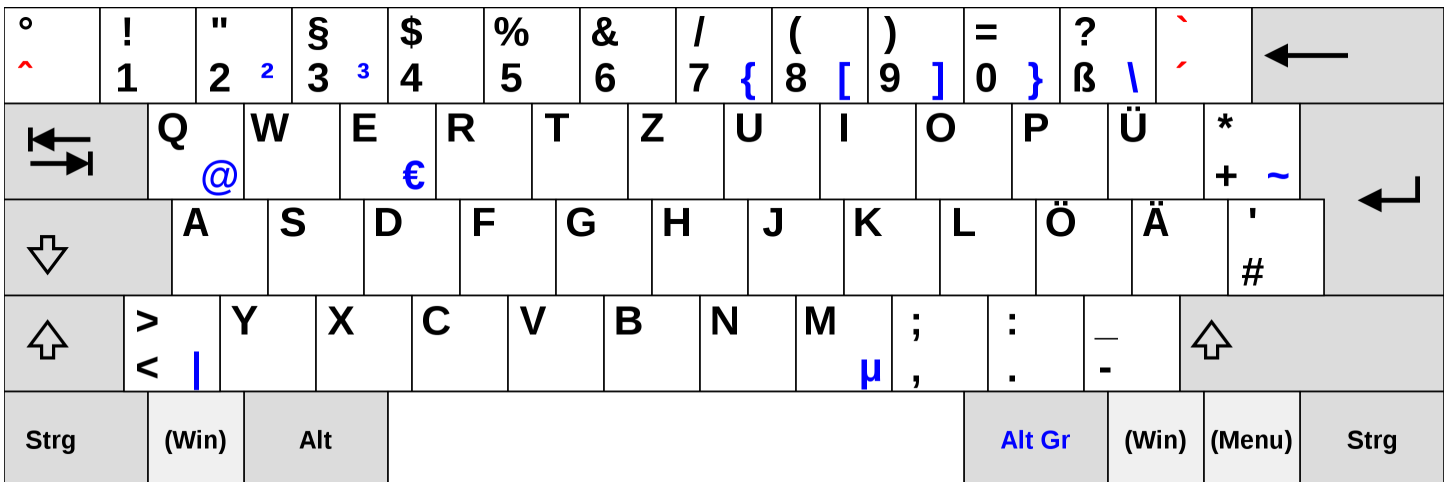 ° ! " § $ % & / ( ) = ? `
^ 1 2 ² 3 ³ 4 5 6 7 { 8 [ 9 ] 0 } ß \ ´
Q W E R T Z U I O P Ü *
@ € + ~
A S D F G H J K L Ö Ä '
#
> Y X C V B N M ; : _
< | µ , . -
Strg (Win) Alt Alt Gr (Win) (Menu) Strg